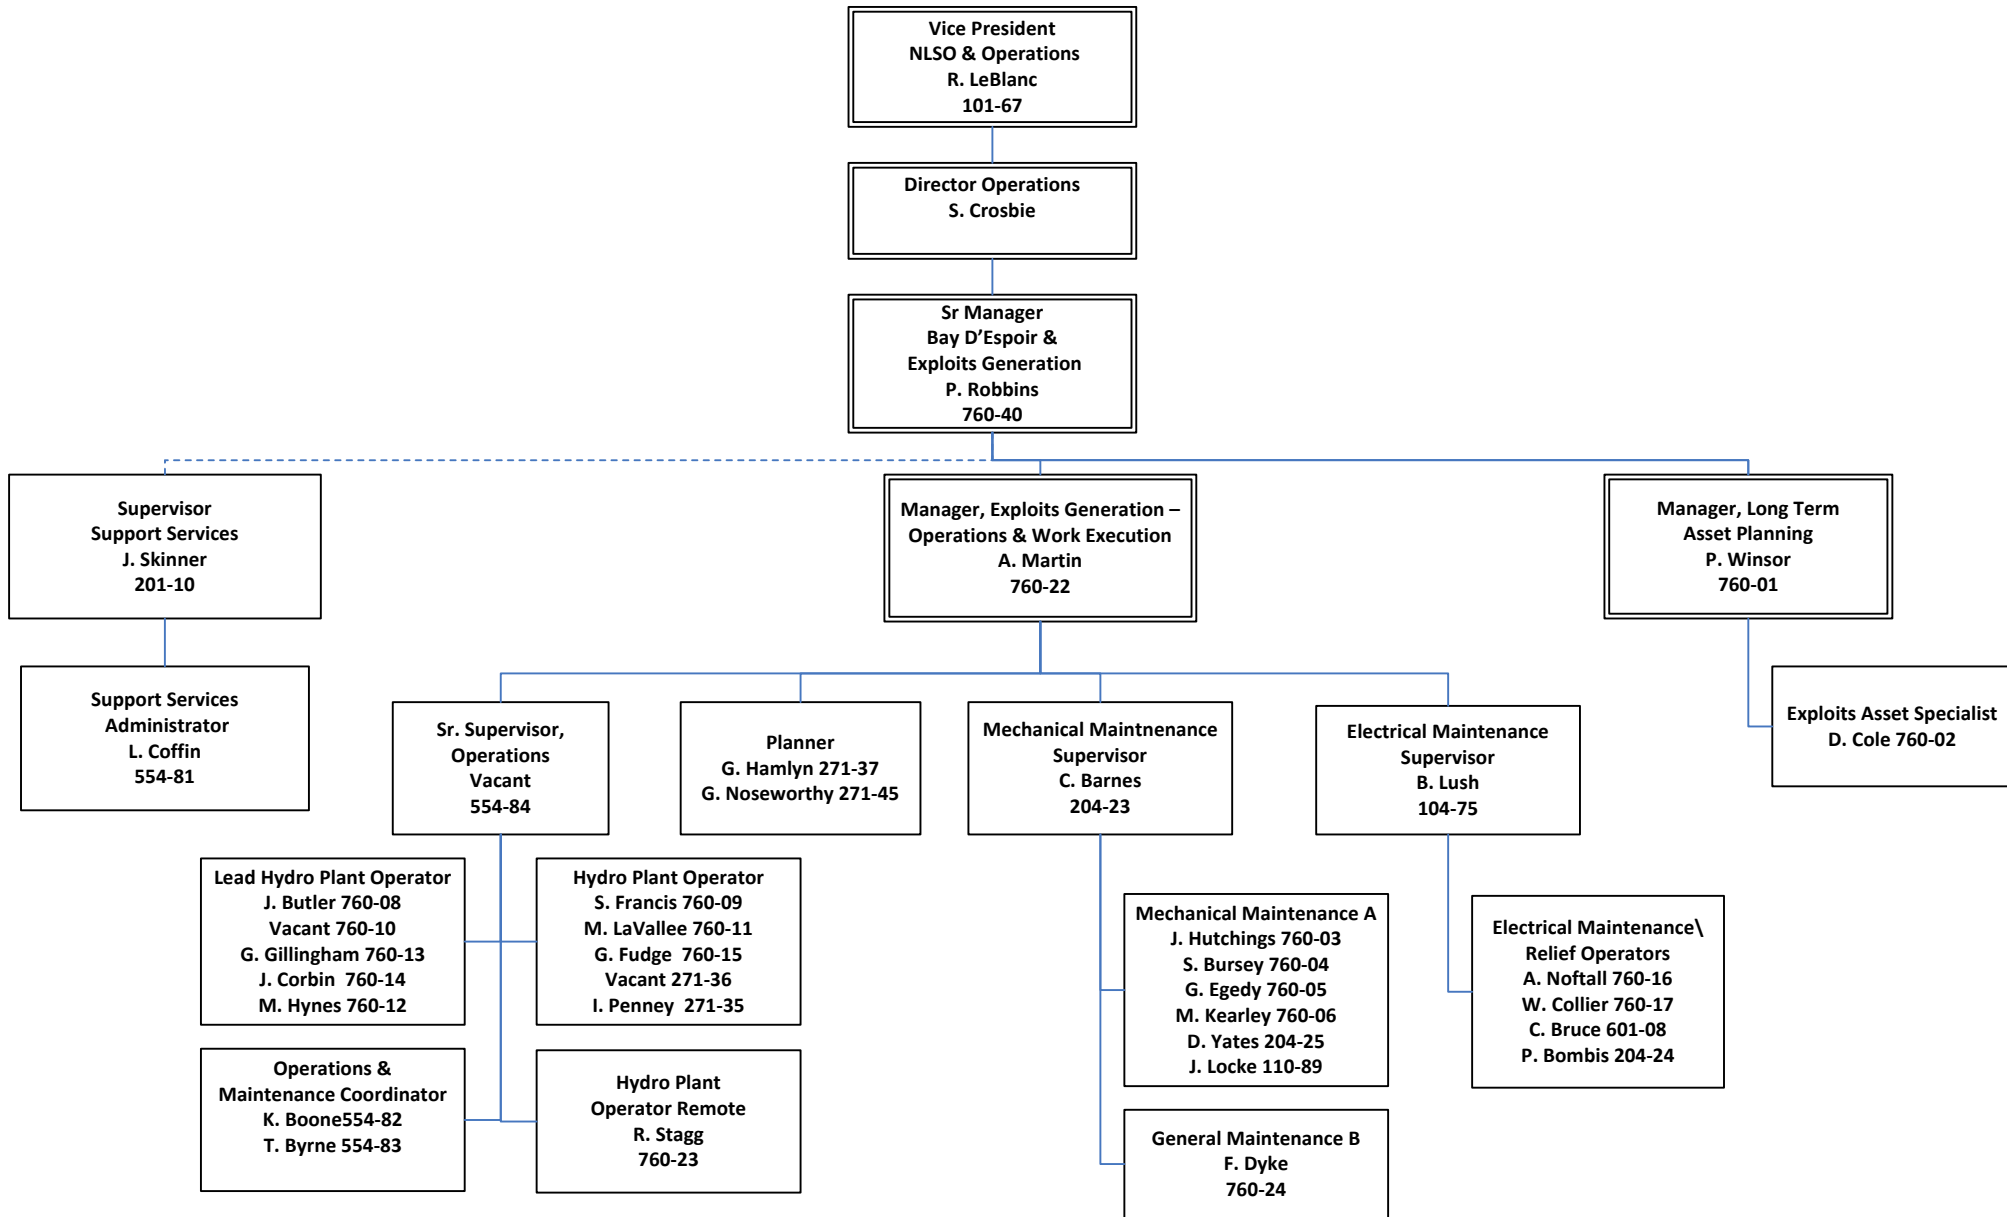 Vice President
NLSO & Operations
R. LeBlanc
101-67
Director Operations
S. Crosbie
Sr Manager
Bay D’Espoir &
Exploits Generation
P. Robbins
760-40
Supervisor
Support Services
J. Skinner
201-10
Manager, Exploits Generation –
Operations & Work Execution
A. Martin
760-22
Manager, Long Term
Asset Planning
P. Winsor
760-01
Support Services
Administrator
L. Coffin
554-81
Sr. Supervisor,
Operations
Vacant
554-84
Planner
G. Hamlyn 271-37
G. Noseworthy 271-45
Mechanical Maintnenance
Supervisor
C. Barnes
204-23
Electrical Maintenance
Supervisor
B. Lush
104-75
Exploits Asset Specialist
D. Cole 760-02
Lead Hydro Plant Operator
J. Butler 760-08
Vacant 760-10
G. Gillingham 760-13
J. Corbin  760-14
M. Hynes 760-12
Hydro Plant Operator
S. Francis 760-09
M. LaVallee 760-11
G. Fudge  760-15
Vacant 271-36
I. Penney  271-35
Mechanical Maintenance A
J. Hutchings 760-03
S. Bursey 760-04
G. Egedy 760-05
M. Kearley 760-06
D. Yates 204-25
J. Locke 110-89
Electrical Maintenance\
Relief Operators
A. Noftall 760-16
W. Collier 760-17
C. Bruce 601-08
P. Bombis 204-24
Operations &
Maintenance Coordinator
K. Boone554-82
T. Byrne 554-83
Hydro Plant
Operator Remote
R. Stagg
760-23
General Maintenance B
F. Dyke
760-24